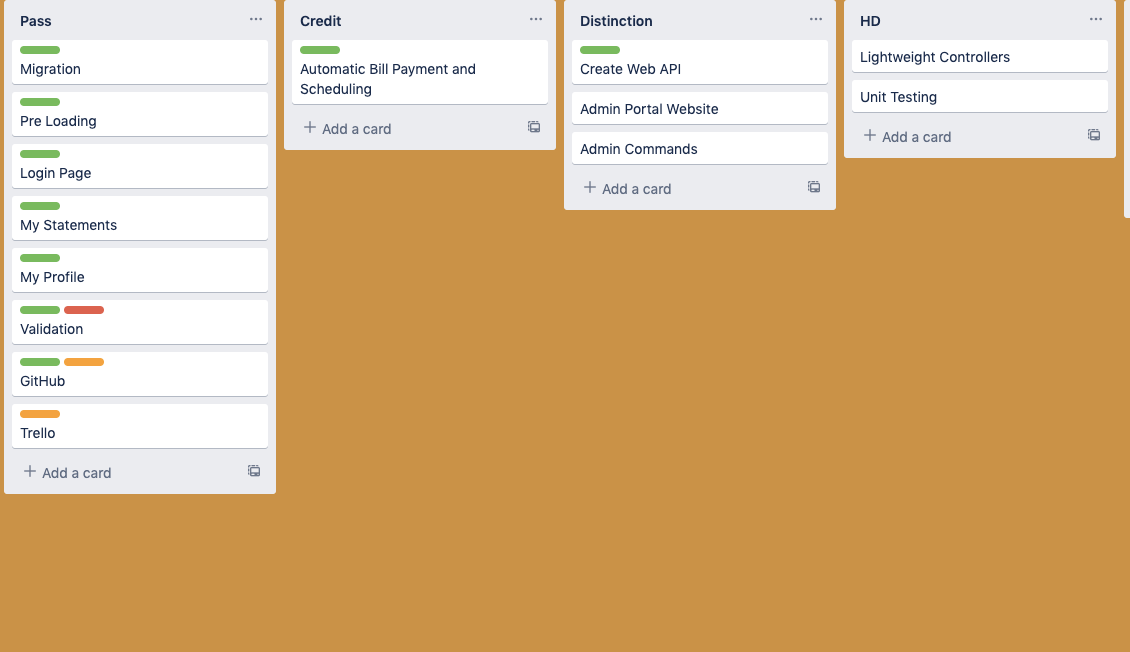 Pass
Migration
Pre Loading
Login Page
My Statements
My Profile
Validation
GitHub
Trello
Add a card
Credit
Automatic Bill Payment and
Scheduling
Add a card
Distinction
Create Web API
Admin Portal Website
Admin Commands
Add a card
HD
Lightweight Controllers
Unit Testing
Add a card